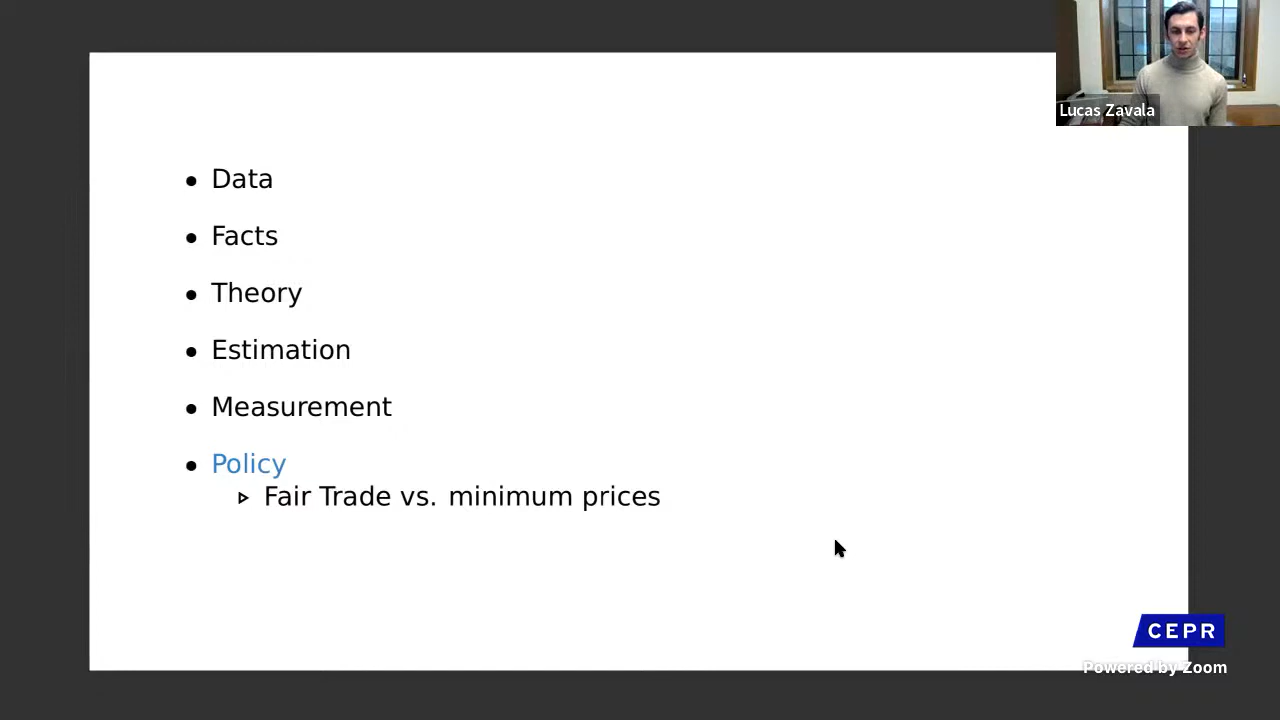 Lucas Zavala
Data
Facts
Theory
Estimation
Measurement
Policy
Fair Trade vs. minimum prices
CEPR
Powered by Zoom